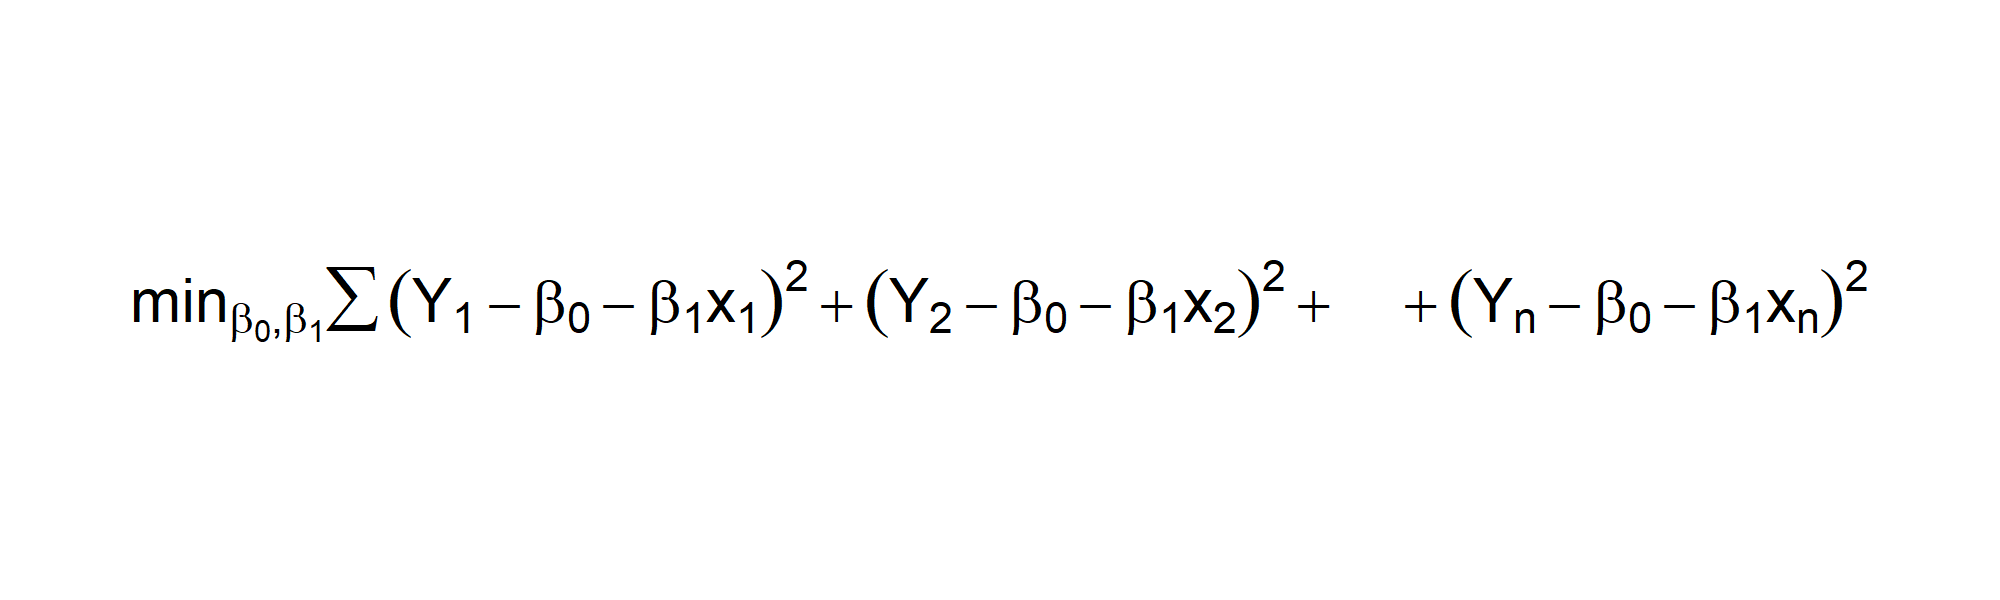 min_{β₀,β₁} ∑(Y₁ − β₀ − β₁x₁)² + (Y₂ − β₀ − β₁x₂)² +   + (Yₙ − β₀ − β₁xₙ)²